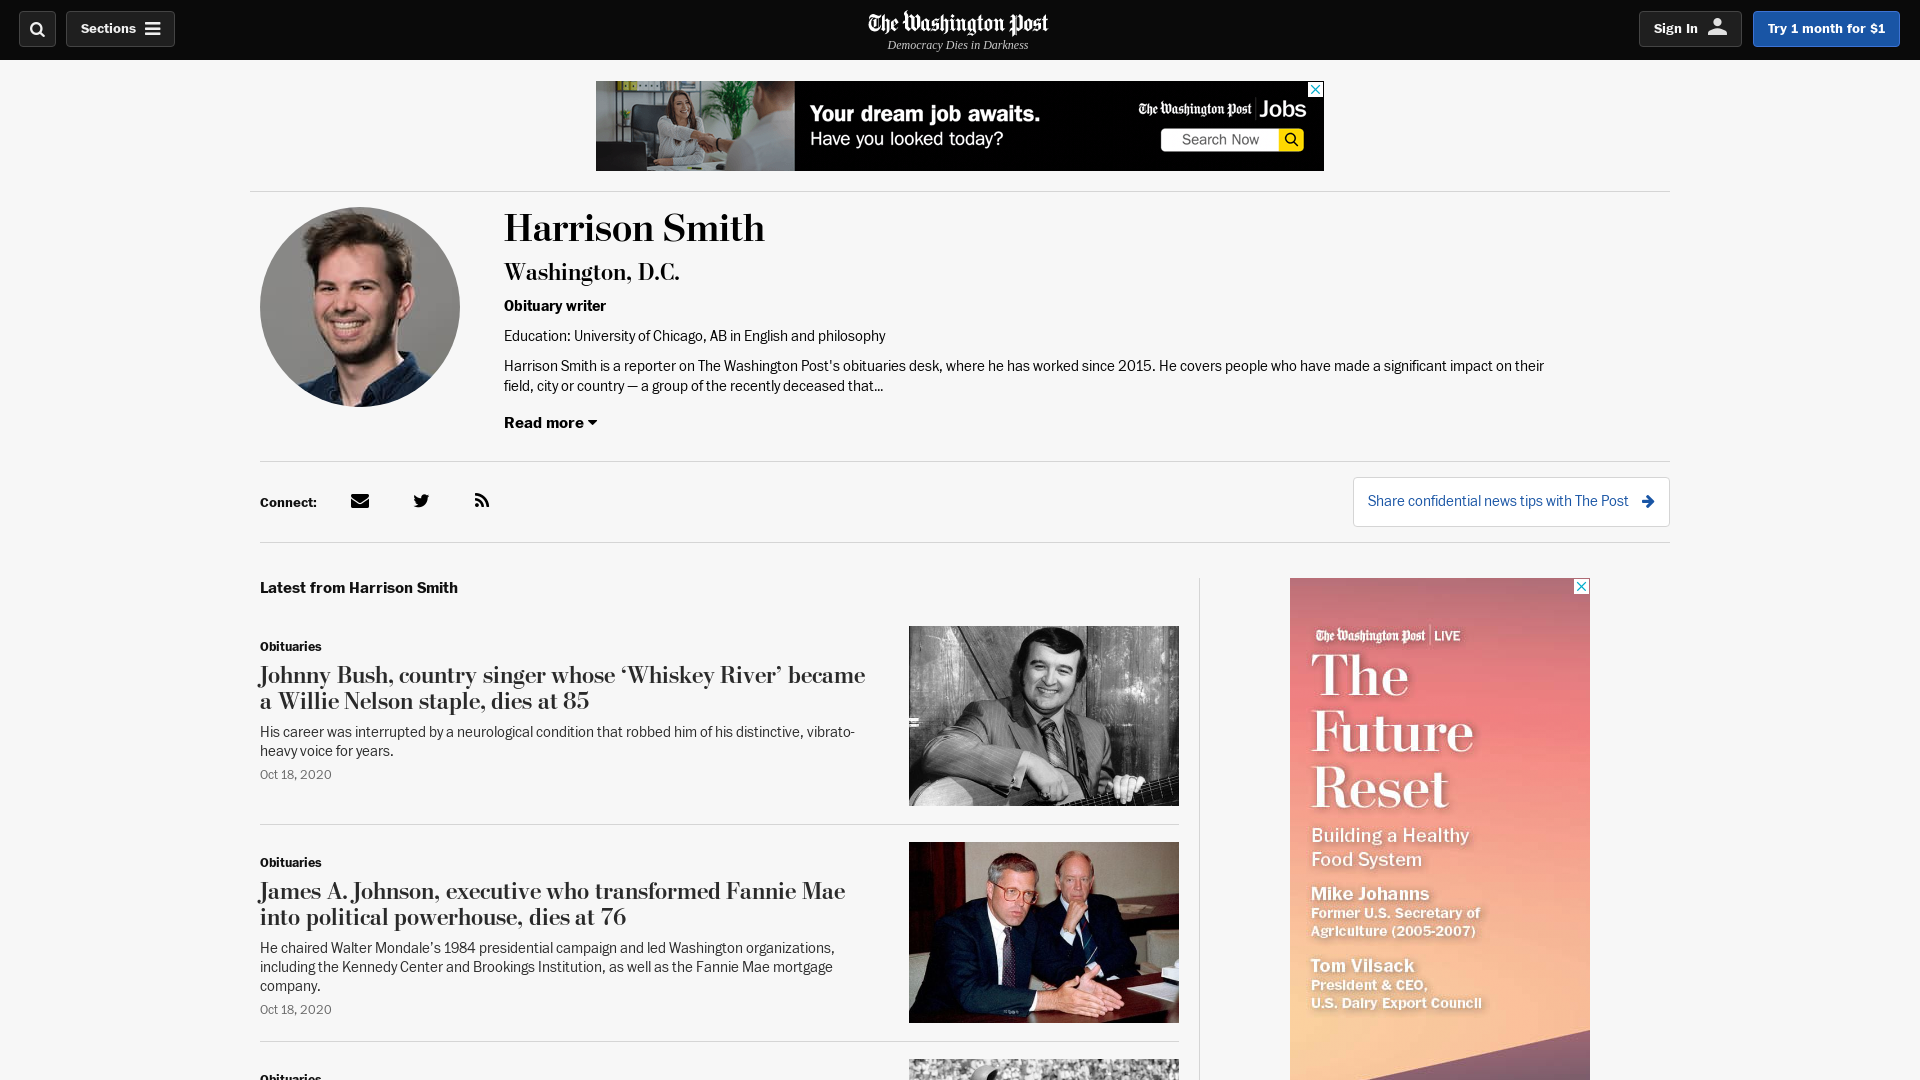 Sections
The Washington Post
Democracy Dies in Darkness
Sign In
Try 1 month for $1
Your dream job awaits.
Have you looked today?
The Washington Post Jobs
Search Now
Harrison Smith
Washington, D.C.
Obituary writer
Education: University of Chicago, AB in English and philosophy
Harrison Smith is a reporter on The Washington Post's obituaries desk, where he has worked since 2015. He covers people who have made a significant impact on their
field, city or country — a group of the recently deceased that...
Read more
Connect:
Share confidential news tips with The Post
Latest from Harrison Smith
Obituaries
Johnny Bush, country singer whose ‘Whiskey River’ became
a Willie Nelson staple, dies at 85
His career was interrupted by a neurological condition that robbed him of his distinctive, vibrato-
heavy voice for years.
Oct 18, 2020
Obituaries
James A. Johnson, executive who transformed Fannie Mae
into political powerhouse, dies at 76
He chaired Walter Mondale’s 1984 presidential campaign and led Washington organizations,
including the Kennedy Center and Brookings Institution, as well as the Fannie Mae mortgage
company.
Oct 18, 2020
Obituaries
The Washington Post LIVE
The
Future
Reset
Building a Healthy
Food System
Mike Johanns
Former U.S. Secretary of
Agriculture (2005-2007)
Tom Vilsack
President & CEO,
U.S. Dairy Export Council